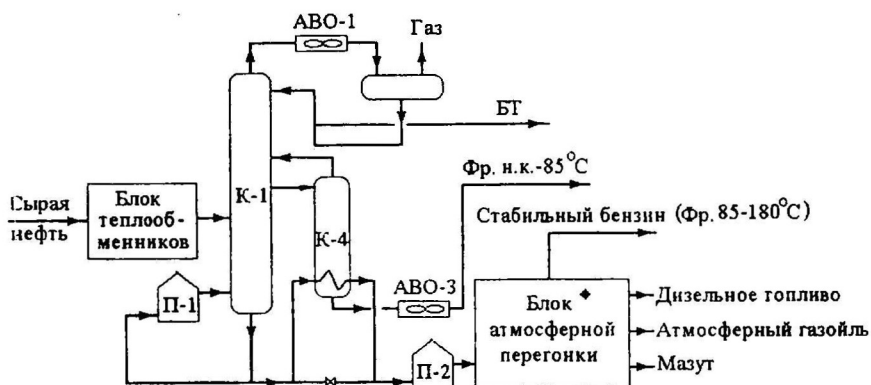 АВО-1
Газ
БТ
Фр. н.к.-85°С
Сырая
нефть
Блок
теплооб-
менников
К-1
К-4
Стабильный бензин (Фр. 85-180°С)
П-1
АВО-3
П-2
Блок
атмосферной
перегонки
Дизельное топливо
Атмосферный газойль
Мазут